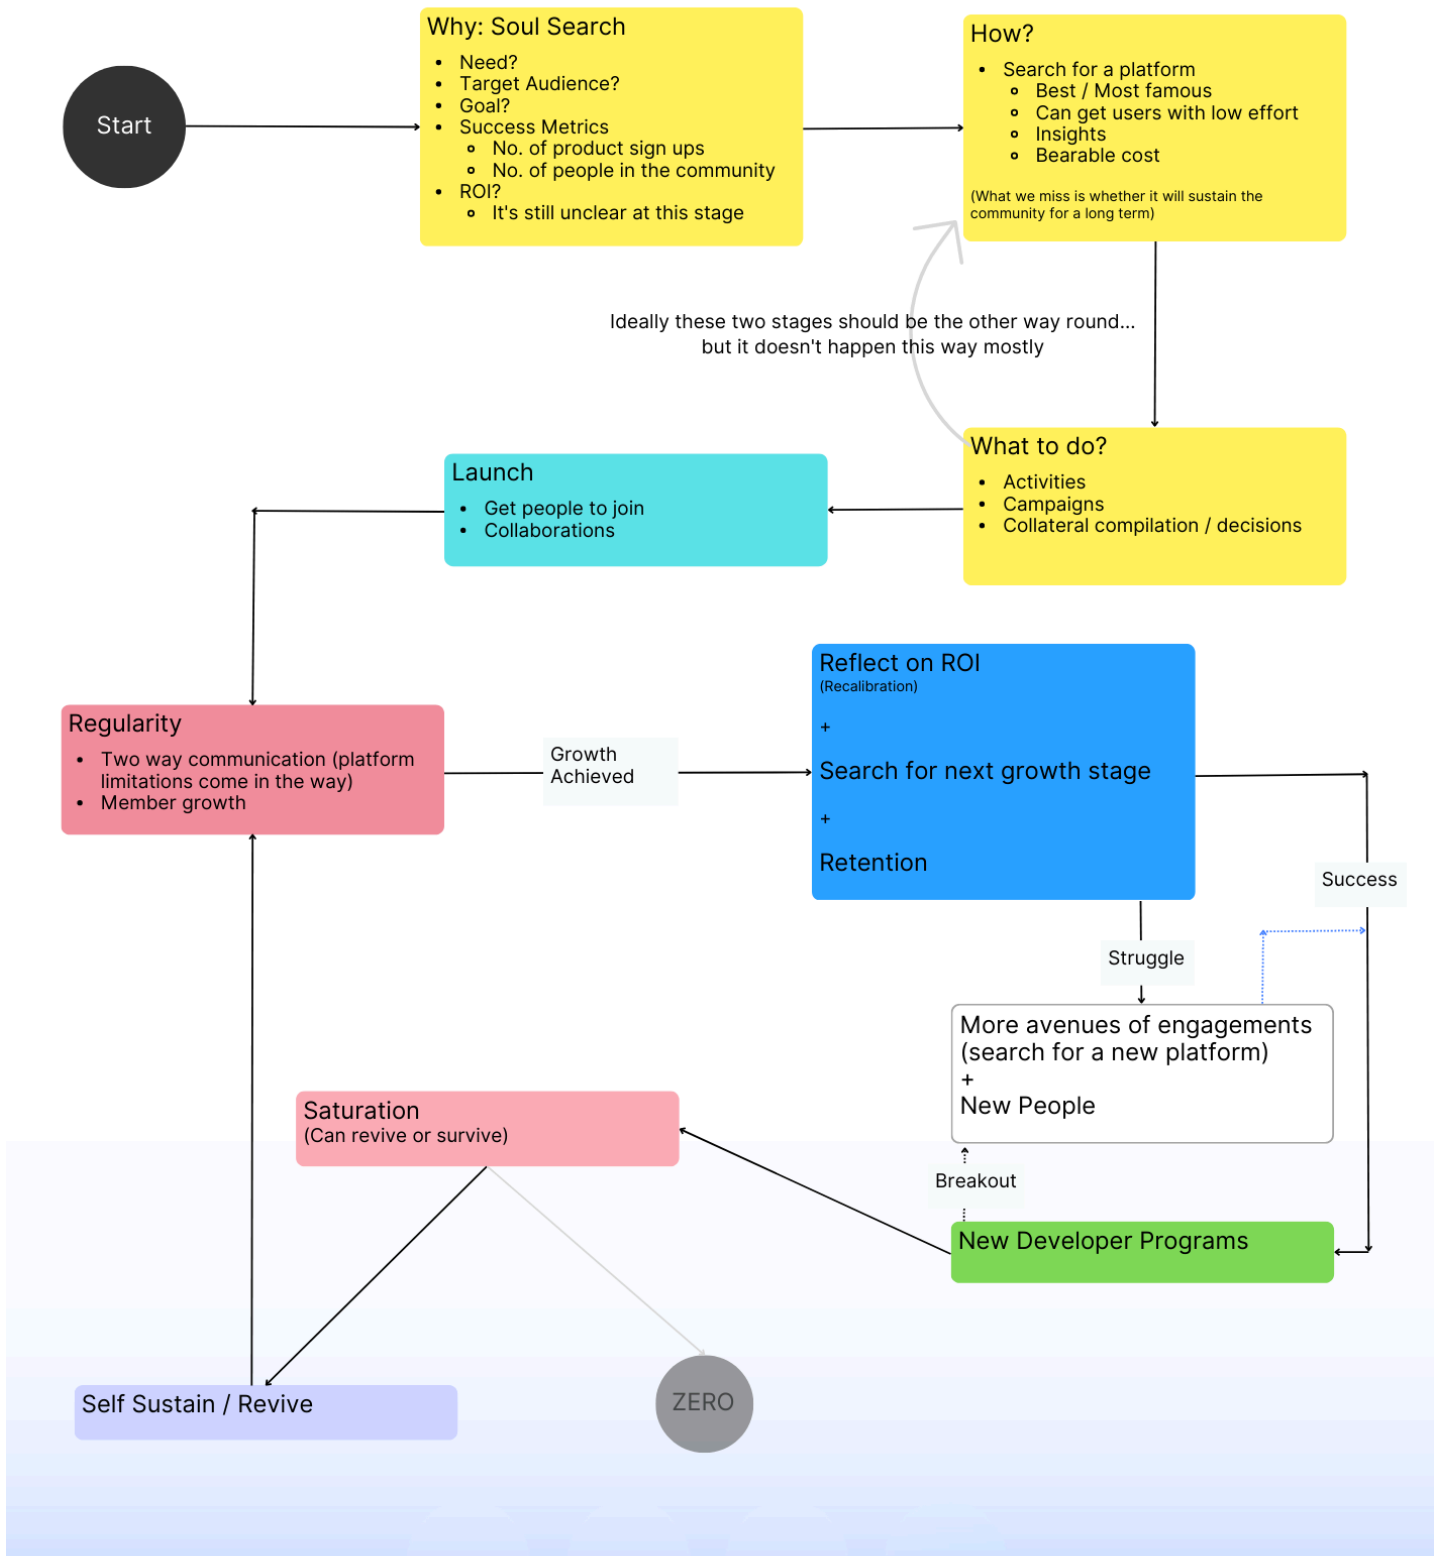 Start
Why: Soul Search
• Need?
• Target Audience?
• Goal?
• Success Metrics
No. of product sign ups
No. of people in the community
• ROI?
It's still unclear at this stage
How?
• Search for a platform
Best / Most famous
Can get users with low effort
Insights
Bearable cost
(What we miss is whether it will sustain the
community for a long term)
Ideally these two stages should be the other way round...
but it doesn't happen this way mostly
What to do?
• Activities
• Campaigns
• Collateral compilation / decisions
Launch
• Get people to join
• Collaborations
Regularity
• Two way communication (platform
limitations come in the way)
• Member growth
Growth
Achieved
Reflect on ROI
(Recalibration)
+
Search for next growth stage
+
Retention
Success
Struggle
More avenues of engagements
(search for a new platform)
+
New People
Breakout
New Developer Programs
Saturation
(Can revive or survive)
Self Sustain / Revive
ZERO